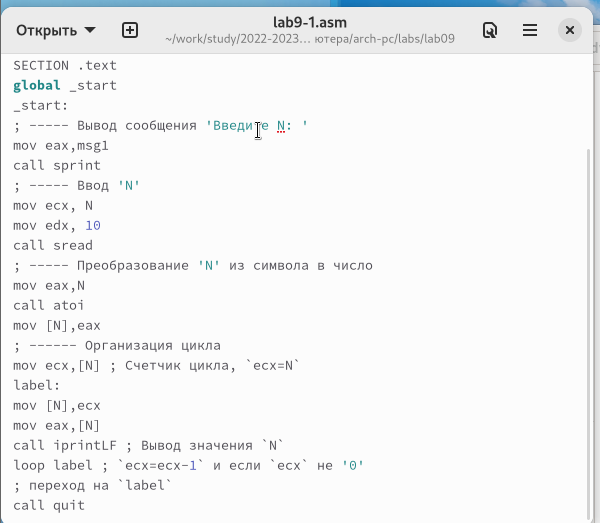 Открыть
lab9-1.asm
~/work/study/2022-2023… ютера/arch-pc/labs/lab09
SECTION .text
global _start
_start:
; ----- Вывод сообщения 'Введите N: '
mov eax,msg1
call sprint
; ----- Ввод 'N'
mov ecx, N
mov edx, 10
call sread
; ----- Преобразование 'N' из символа в число
mov eax,N
call atoi
mov [N],eax
; ------ Организация цикла
mov ecx,[N] ; Счетчик цикла, `ecx=N`
label:
mov [N],ecx
mov eax,[N]
call iprintLF ; Вывод значения `N`
loop label ; `ecx=ecx-1` и если `ecx` не '0'
; переход на `label`
call quit